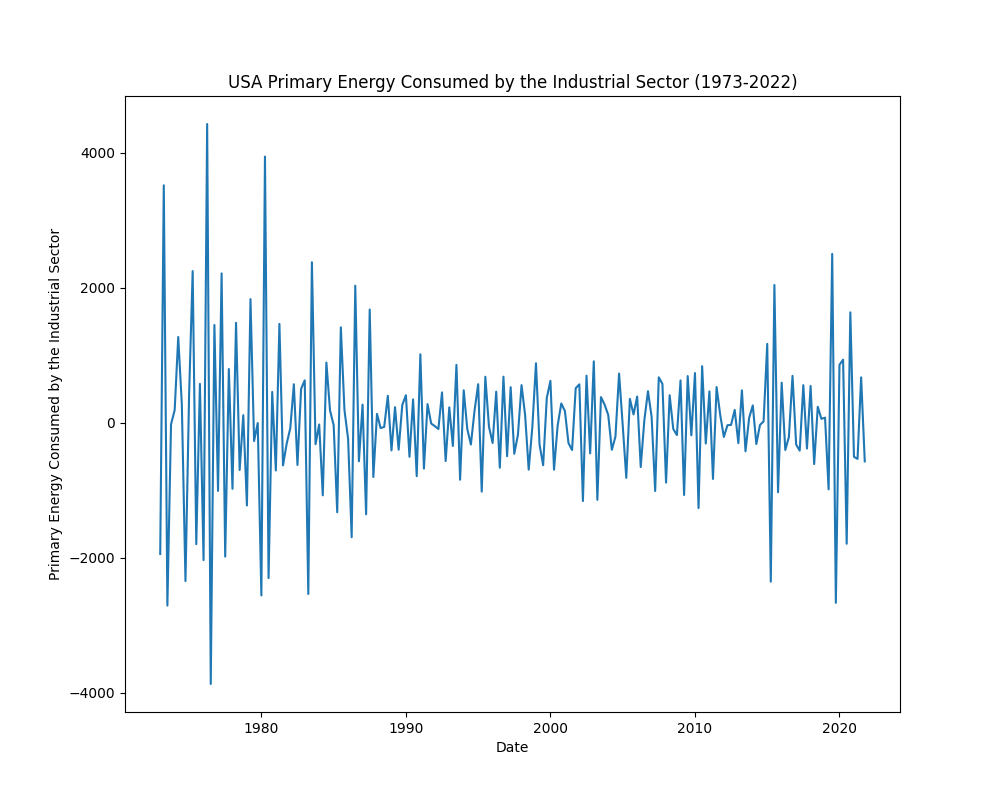 USA Primary Energy Consumed by the Industrial Sector (1973-2022)
Primary Energy Consumed by the Industrial Sector
4000
2000
0
−2000
−4000
1980 1990 2000 2010 2020
Date